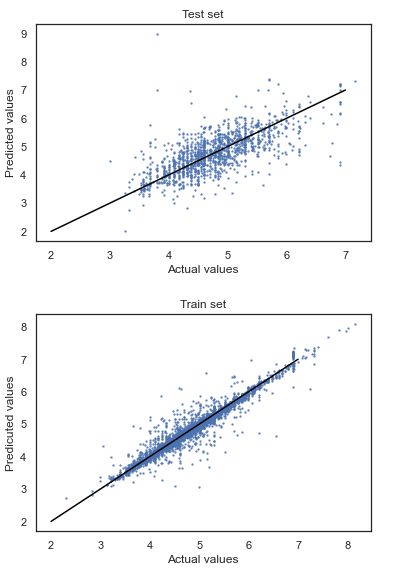 Test set
9
8
7
6
5
4
3
2
Predicted values
2 3 4 5 6 7
Actual values
Train set
8
7
6
5
4
3
2
Predicuted values
2 3 4 5 6 7 8
Actual values